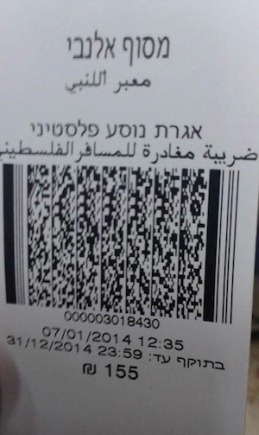 מסוף אלנבי
معبر اللنبي
אגרת נוסע פלסטיני
ضريبة مغادرة للمسافر الفلسطيني
000003018430
07/01/2014 12:35
בתוקף עד: 31/12/2014 23:59
155 ₪